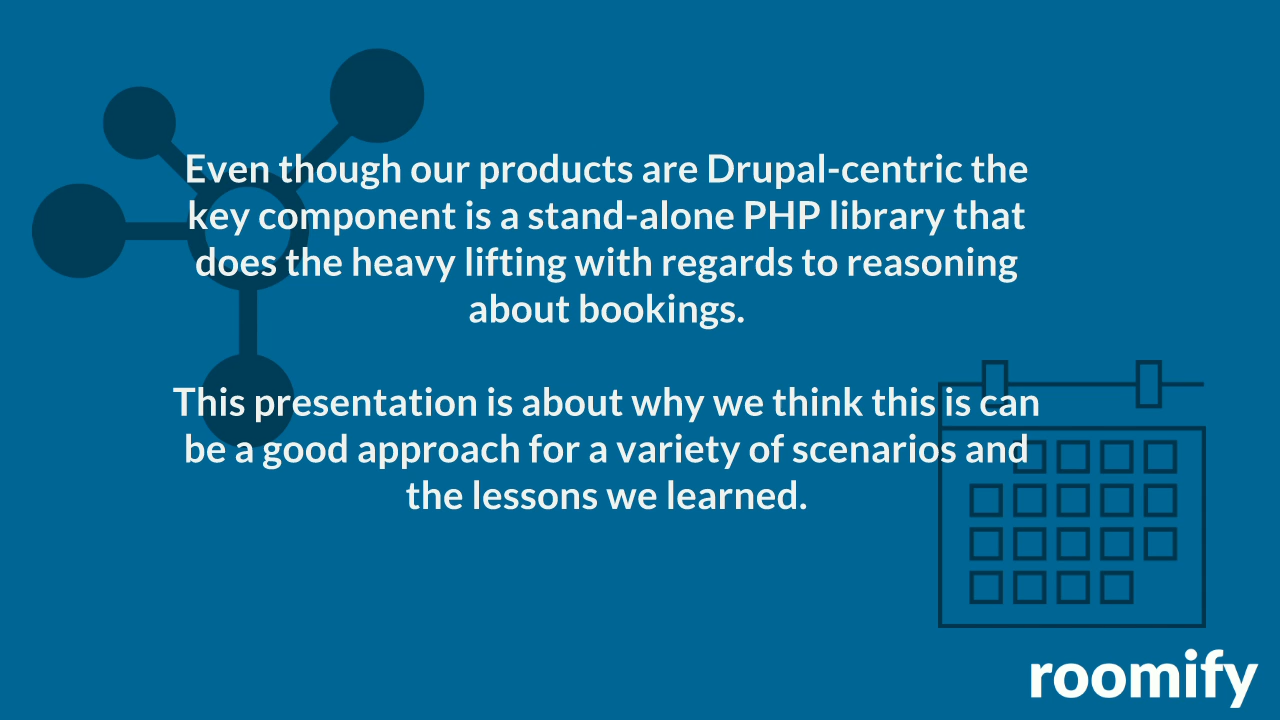 Even though our products are Drupal-centric the
key component is a stand-alone PHP library that
does the heavy lifting with regards to reasoning
about bookings.
This presentation is about why we think this is can
be a good approach for a variety of scenarios and
the lessons we learned.
roomify